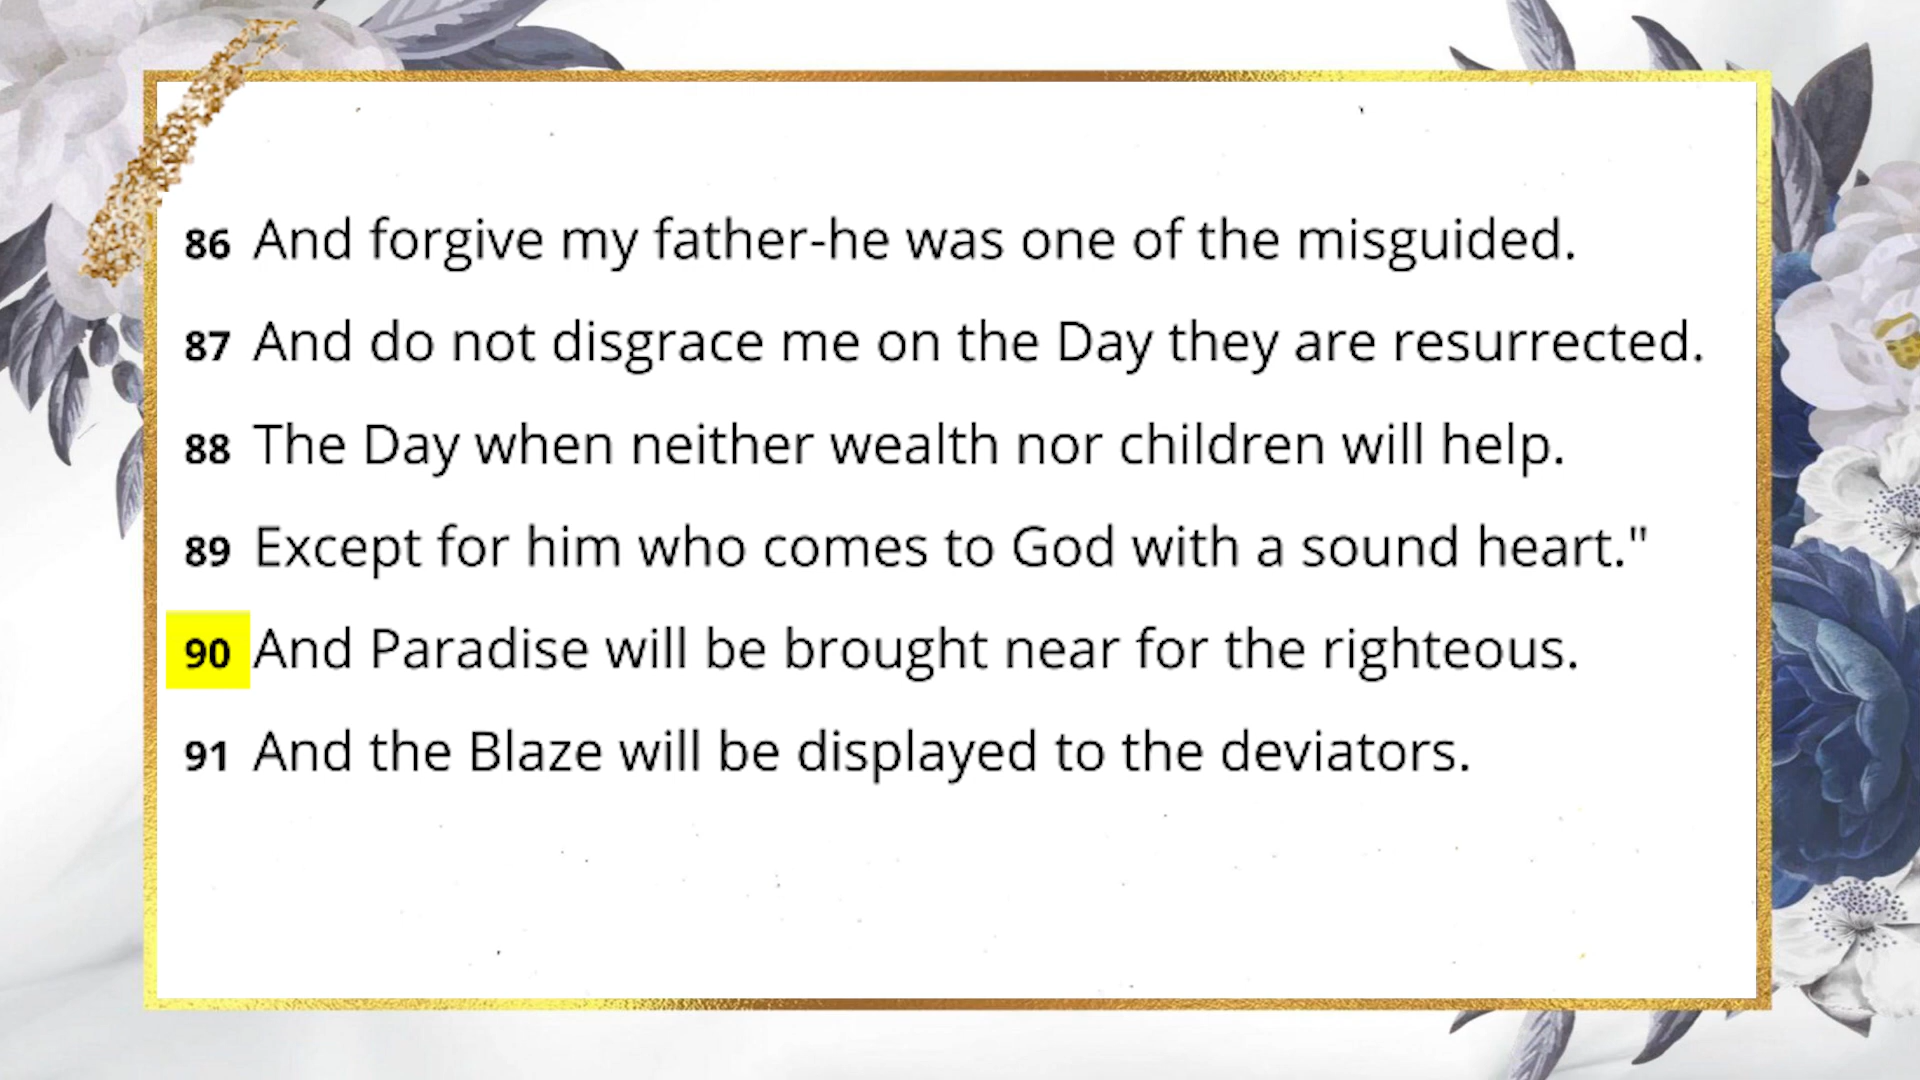 86 And forgive my father-he was one of the misguided.
87 And do not disgrace me on the Day they are resurrected.
88 The Day when neither wealth nor children will help.
89 Except for him who comes to God with a sound heart."
90 And Paradise will be brought near for the righteous.
91 And the Blaze will be displayed to the deviators.